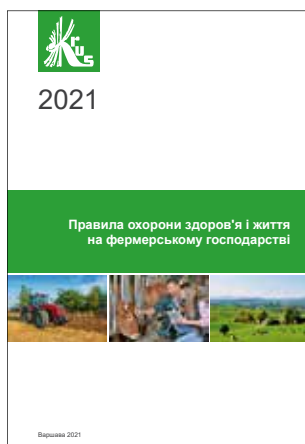 Krus
2021
Правила охорони здоров'я і життя
на фермерському господарстві
Варшава 2021